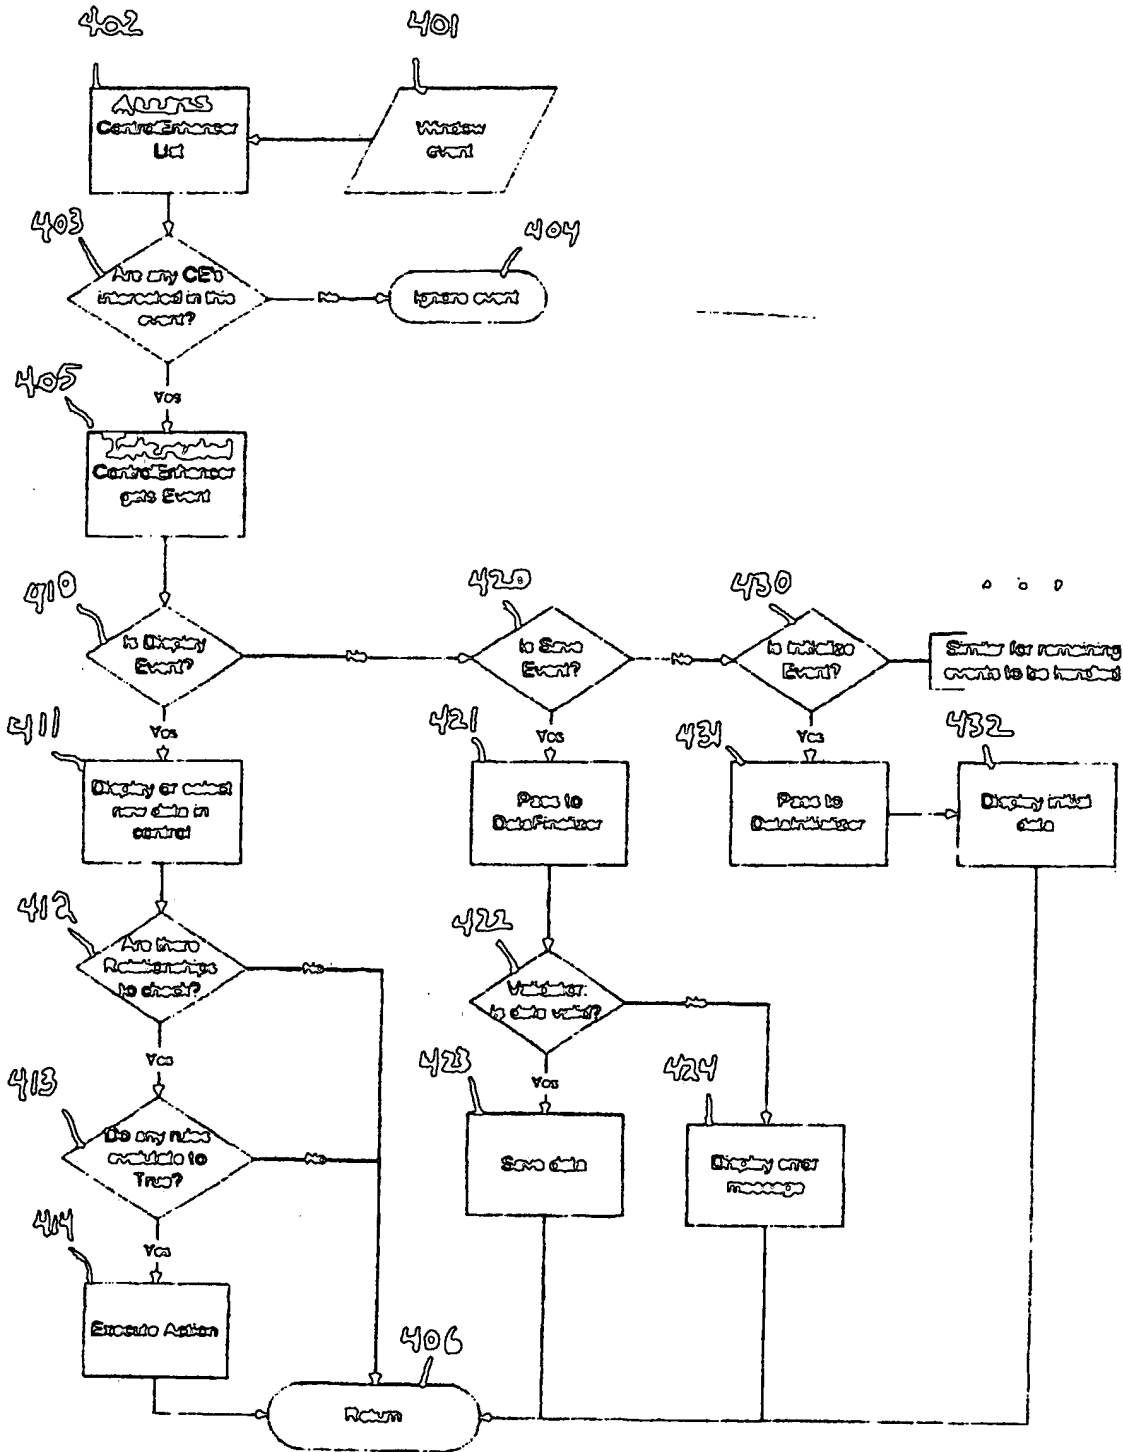 402
401
Access
ControlEnhancer
List
Window
event
403
404
Are any CE's
interested in this
event?
No
Ignore event
405
Yes
Interested
ControlEnhancer
gets Event
410
420
430
Is Display
Event?
No
Is Save
Event?
No
Is Initialize
Event?
Similar for remaining
events to be handled
411
Yes
421
Yes
431
Yes
432
Display or select
new data in
control
Pass to
DataFinalizer
Pass to
DataInitializer
Display initial
data
412
422
Are there
Relationships
to check?
No
Validator:
Is data valid?
No
Yes
423
Yes
424
413
Do any rules
evaluate to
True?
No
Save data
Display error
message
414
Yes
Execute Action
406
Return